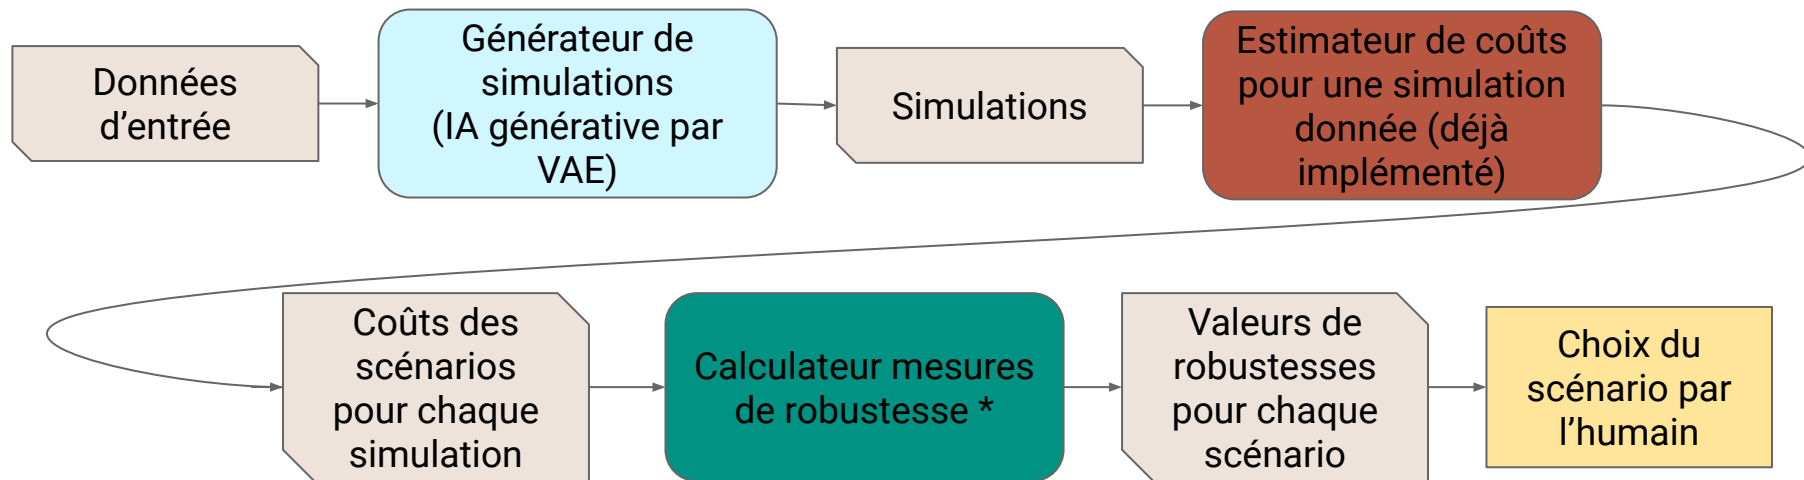 Données
d’entrée
Générateur de
simulations
(IA générative par
VAE)
Simulations
Estimateur de coûts
pour une simulation
donnée (déjà
implémenté)
Coûts des
scénarios
pour chaque
simulation
Calculateur mesures
de robustesse *
Valeurs de
robustesses
pour chaque
scénario
Choix du
scénario par
l’humain